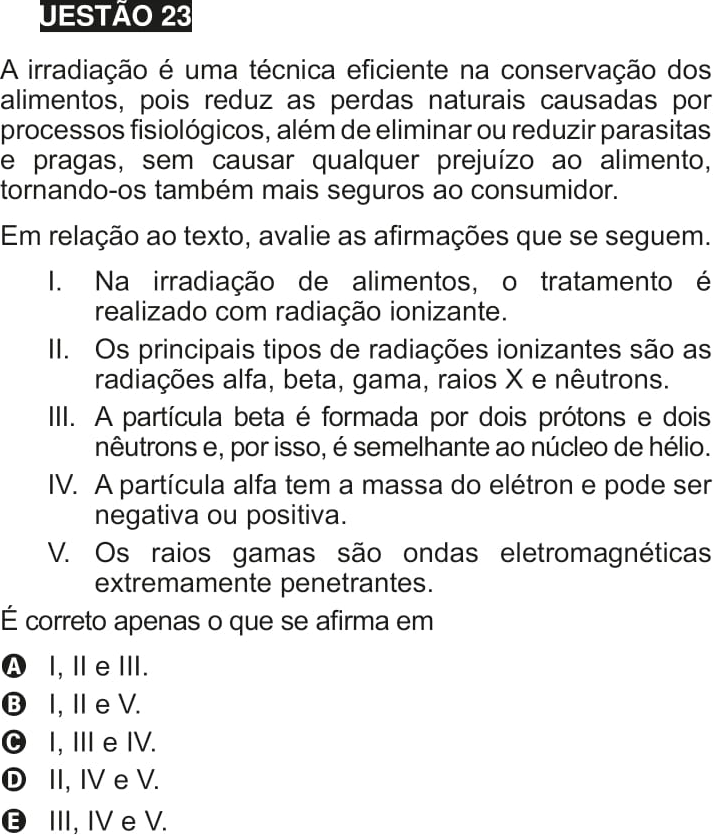 UESTÃO 23
A irradiação é uma técnica eficiente na conservação dos
alimentos, pois reduz as perdas naturais causadas por
processos fisiológicos, além de eliminar ou reduzir parasitas
e pragas, sem causar qualquer prejuízo ao alimento,
tornando-os também mais seguros ao consumidor.
Em relação ao texto, avalie as afirmações que se seguem.
I. Na irradiação de alimentos, o tratamento é
realizado com radiação ionizante.
II. Os principais tipos de radiações ionizantes são as
radiações alfa, beta, gama, raios X e nêutrons.
III. A partícula beta é formada por dois prótons e dois
nêutrons e, por isso, é semelhante ao núcleo de hélio.
IV. A partícula alfa tem a massa do elétron e pode ser
negativa ou positiva.
V. Os raios gamas são ondas eletromagnéticas
extremamente penetrantes.
É correto apenas o que se afirma em
A I, II e III.
B I, II e V.
C I, III e IV.
D II, IV e V.
E III, IV e V.